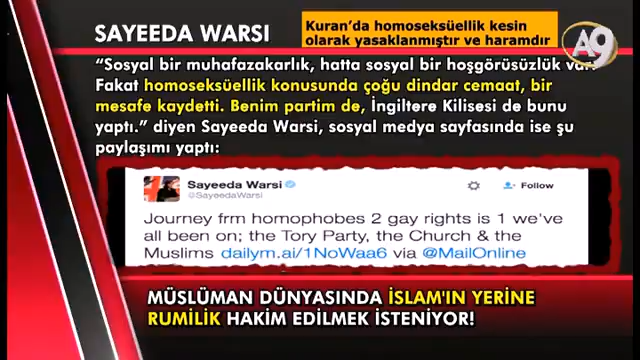 SAYEEDA WARSI
Kuran'da homoseksüellik kesin
olarak yasaklanmıştır ve haramdır
A9
"Sosyal bir muhafazakarlık, hatta sosyal bir hoşgörüsüzlük var.
Fakat homoseksüellik konusunda çoğu dindar cemaat, bir
mesafe kaydetti. Benim partim de, İngiltere Kilisesi de bunu
yaptı." diyen Sayeeda Warsi, sosyal medya sayfasında ise şu
paylaşımı yaptı:
Sayeeda Warsi
@SayeedaWarsi
Follow
Journey frm homophobes 2 gay rights is 1 we've
all been on; the Tory Party, the Church & the
Muslims dailym.ai/1NoWaa6 via @MailOnline
MÜSLÜMAN DÜNYASINDA İSLAM'IN YERİNE
RUMİLİK HAKİM EDİLMEK İSTENİYOR!